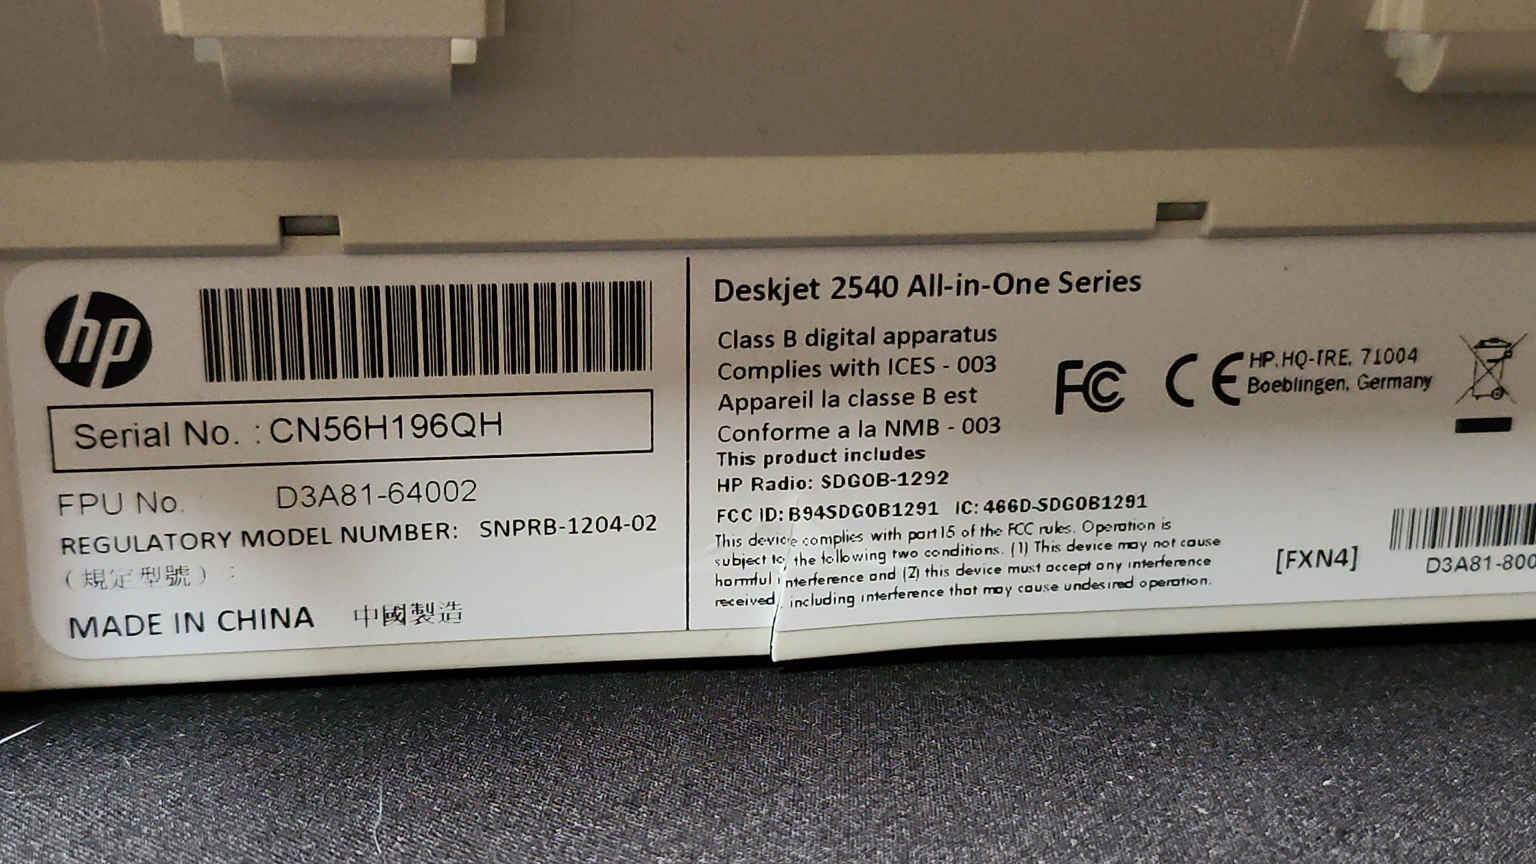 hp
Serial No. : CN56H196QH
FPU No. D3A81-64002
REGULATORY MODEL NUMBER: SNPRB-1204-02
(規定型號) :
MADE IN CHINA 中國製造
Deskjet 2540 All-in-One Series
Class B digital apparatus
Complies with ICES - 003
Appareil la classe B est
Conforme a la NMB - 003
This product includes
HP Radio: SDGOB-1292
FCC ID: B94SDGOB1291 IC: 466D-SDGOB1291
This device complies with part15 of the FCC rules. Operation is
subject to the following two conditions. (1) This device may not cause
harmful interference and (2) this device must accept any interference
received, including interference that may cause undesired operation.
FC CE
HP, HQ-TRE, 71004
Boeblingen, Germany
[FXN4]
D3A81-800